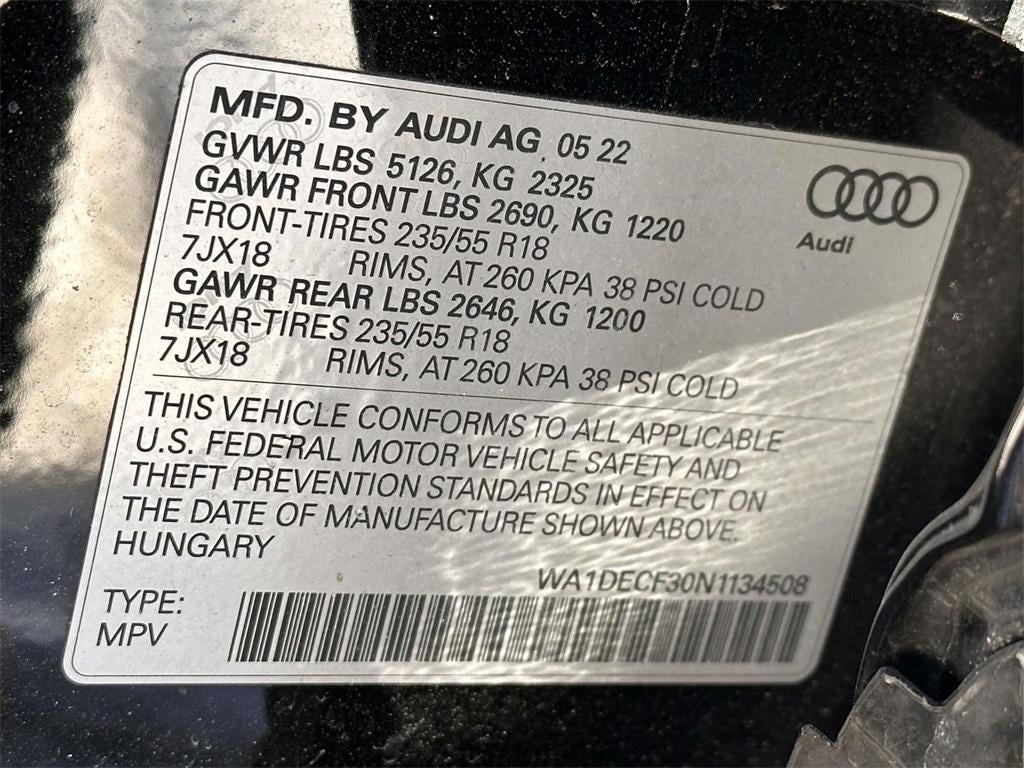 MFD. BY AUDI AG 05 22
GVWR LBS 5126, KG 2325
GAWR FRONT LBS 2690, KG 1220
FRONT-TIRES 235/55 R18
7JX18 RIMS, AT 260 KPA 38 PSI COLD
GAWR REAR LBS 2646, KG 1200
REAR-TIRES 235/55 R18
7JX18 RIMS, AT 260 KPA 38 PSI COLD
Audi
THIS VEHICLE CONFORMS TO ALL APPLICABLE
U.S. FEDERAL MOTOR VEHICLE SAFETY AND
THEFT PREVENTION STANDARDS IN EFFECT ON
THE DATE OF MANUFACTURE SHOWN ABOVE.
HUNGARY
WA1DECF30N1134508
TYPE:
MPV